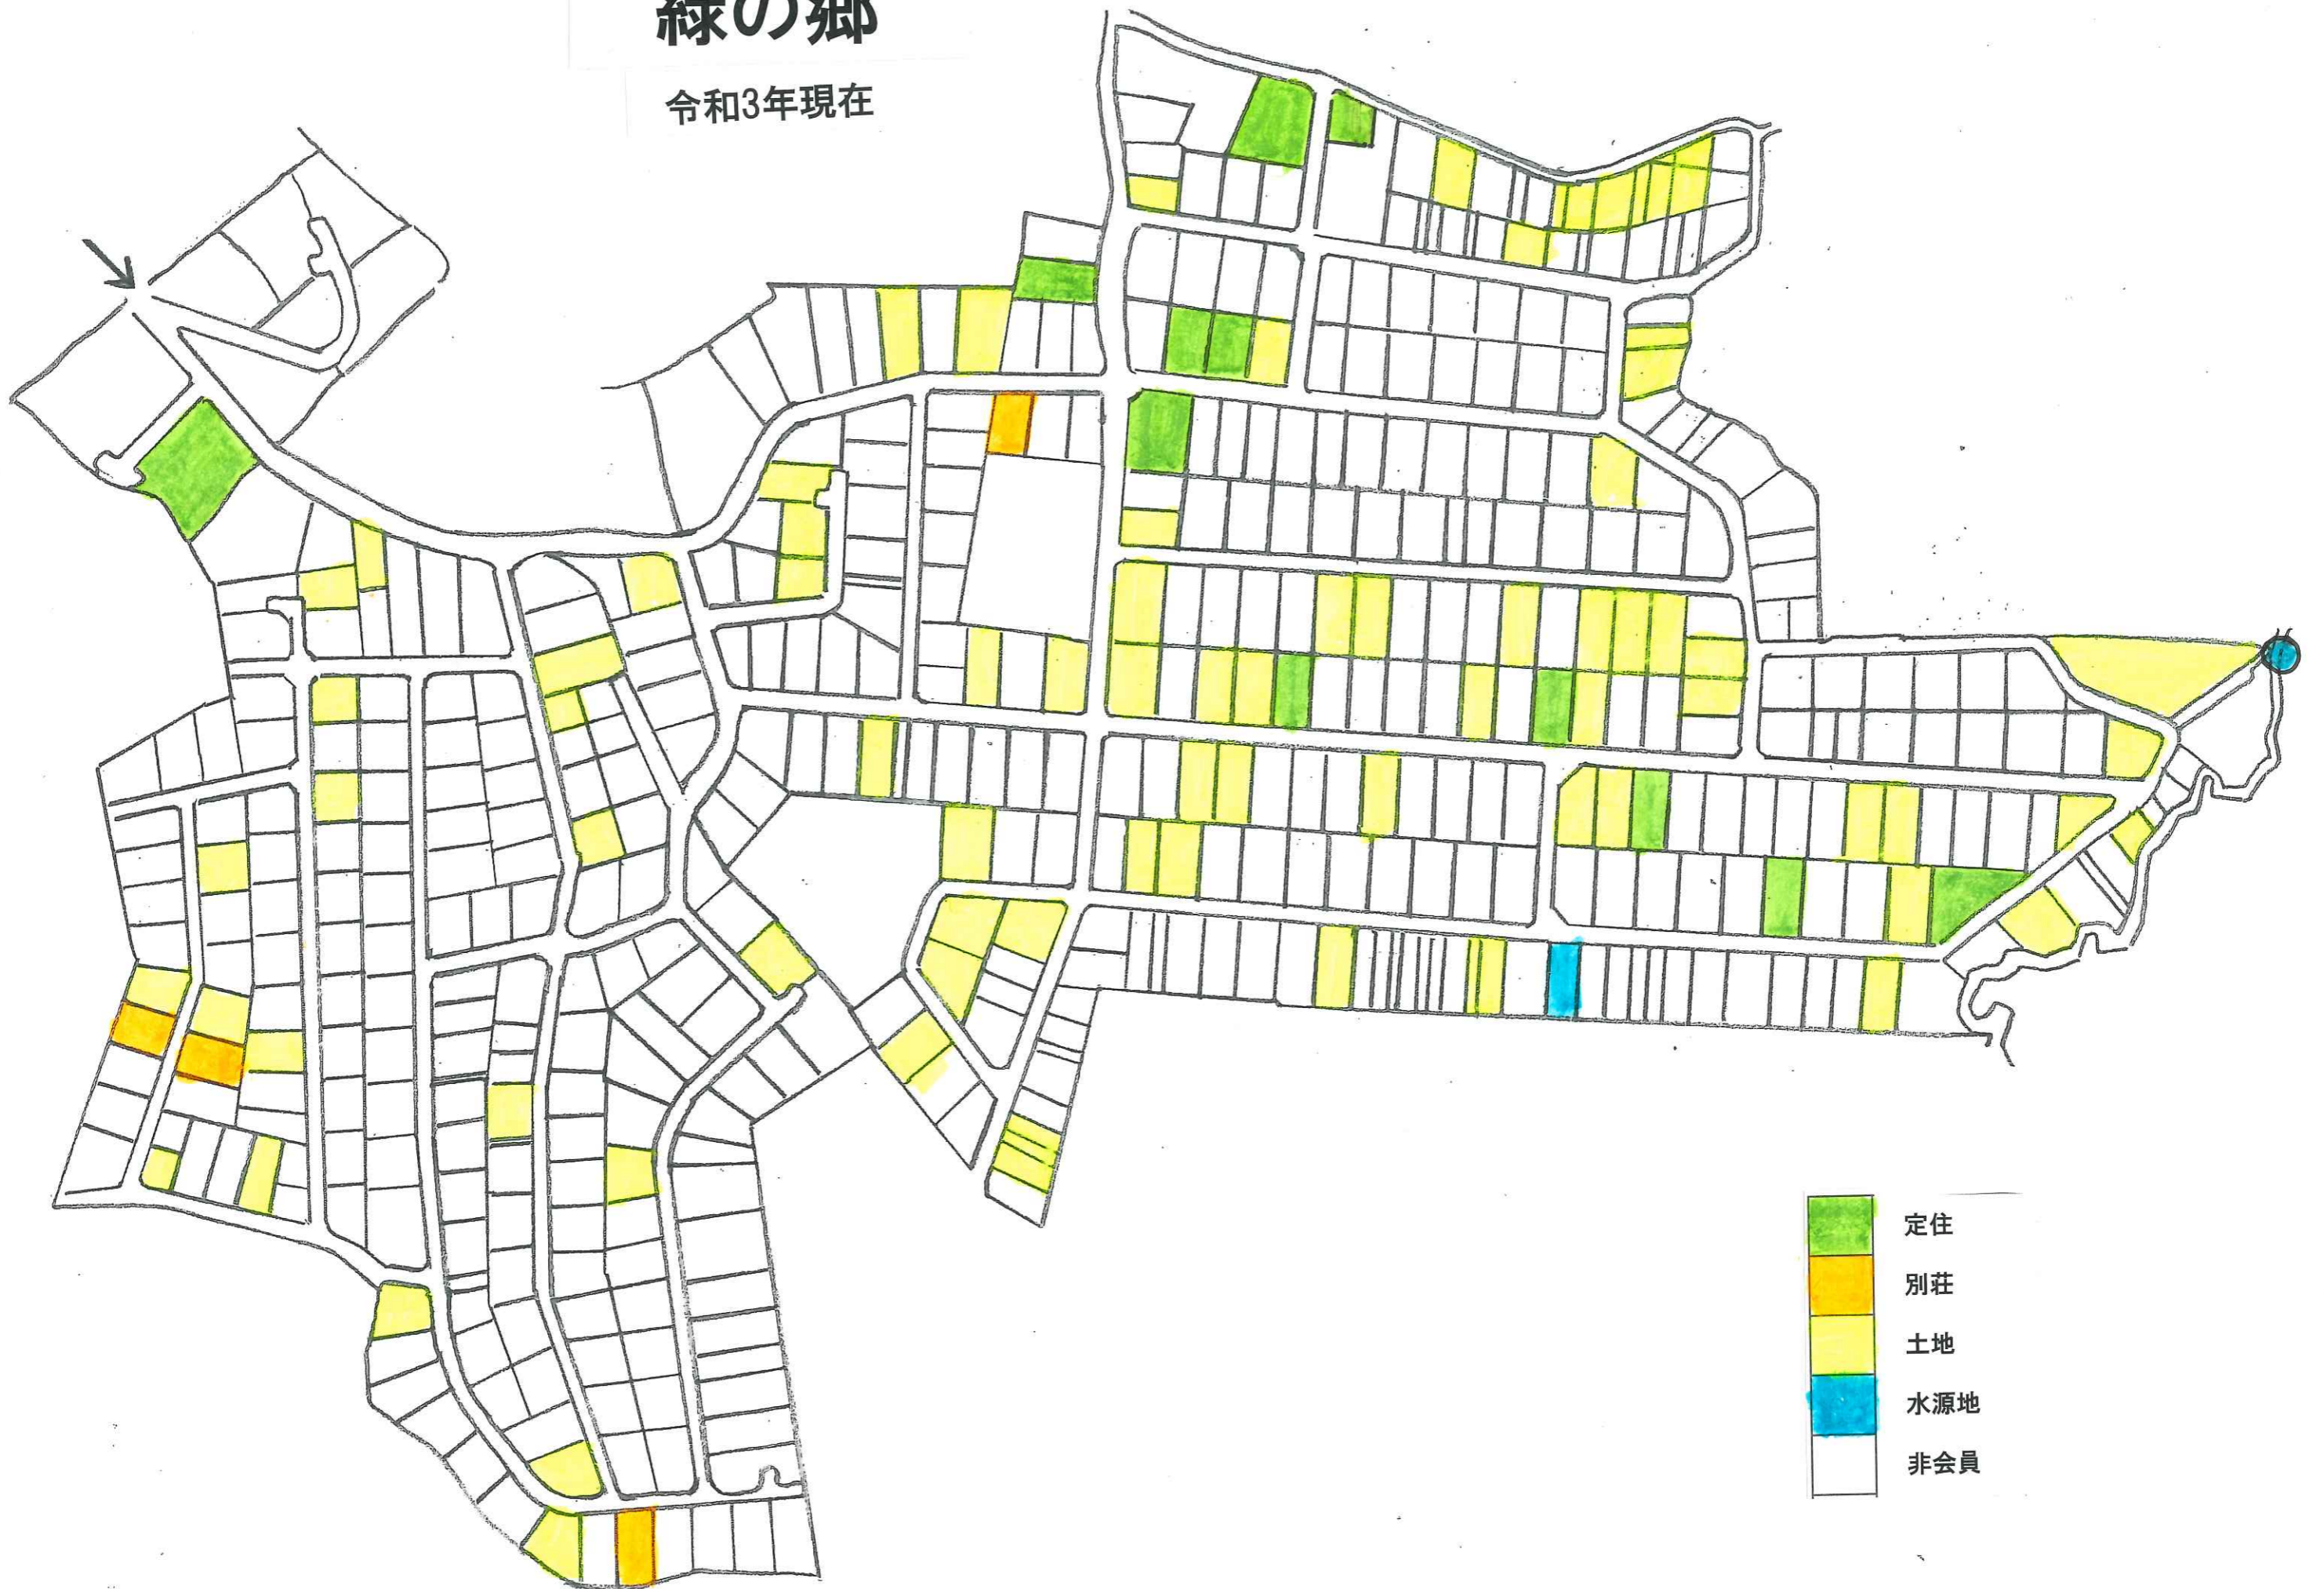 緑の郷
令和3年現在
定住
別荘
土地
水源地
非会員